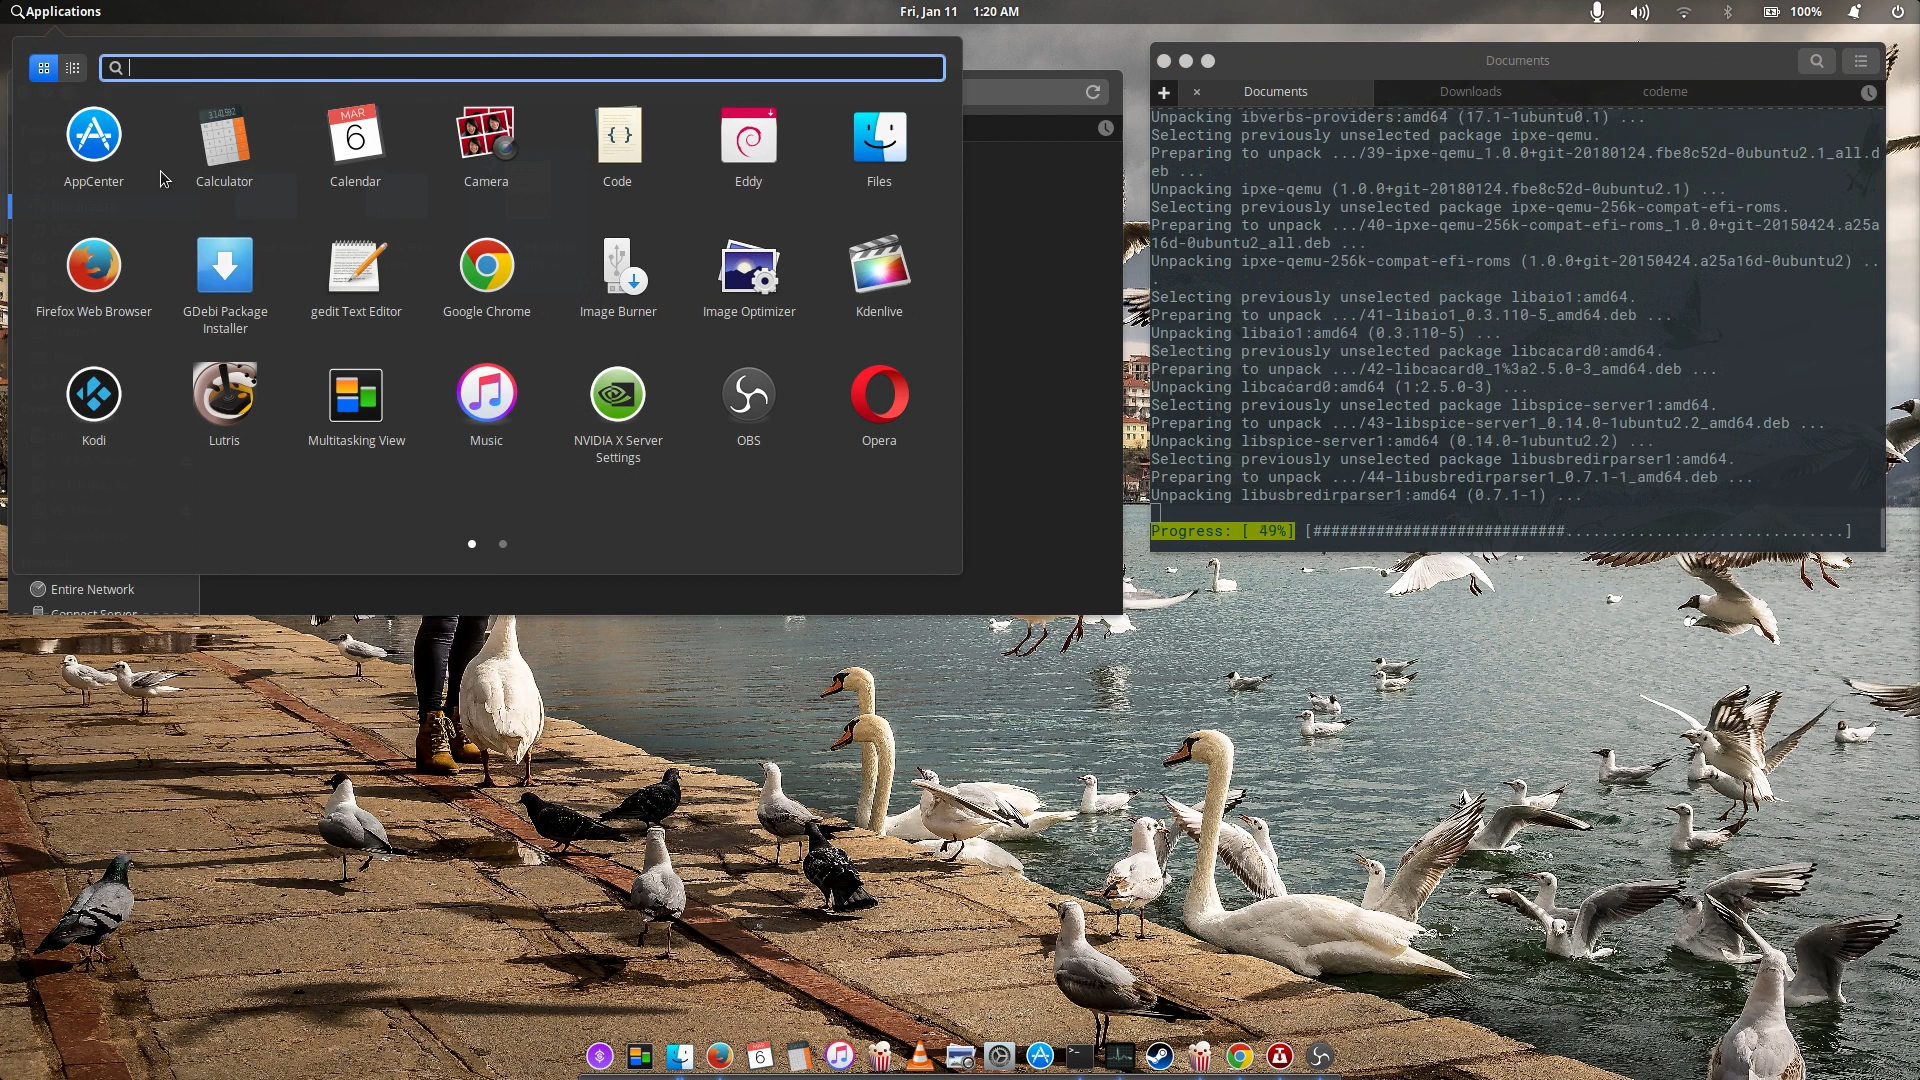 Applications
Fri, Jan 11 1:20 AM
100%
AppCenter
3.141592
Calculator
MAR
6
Calendar
Camera
{ }
Code
Eddy
Files
Firefox Web Browser
GDebi Package
Installer
gedit Text Editor
Google Chrome
Image Burner
Image Optimizer
Kdenlive
Kodi
Lutris
Multitasking View
Music
NVIDIA X Server
Settings
OBS
Opera
Entire Network
Connect Server
Documents
Documents
Downloads
codeme
Unpacking ibverbs-providers:amd64 (17.1-1ubuntu0.1) ...
Selecting previously unselected package ipxe-qemu.
Preparing to unpack .../39-ipxe-qemu_1.0.0+git-20180124.fbe8c52d-0ubuntu2.1_all.d
eb ...
Unpacking ipxe-qemu (1.0.0+git-20180124.fbe8c52d-0ubuntu2.1) ...
Selecting previously unselected package ipxe-qemu-256k-compat-efi-roms.
Preparing to unpack .../40-ipxe-qemu-256k-compat-efi-roms_1.0.0+git-20150424.a25a
16d-0ubuntu2_all.deb ...
Unpacking ipxe-qemu-256k-compat-efi-roms (1.0.0+git-20150424.a25a16d-0ubuntu2) ..
.
Selecting previously unselected package libaio1:amd64.
Preparing to unpack .../41-libaio1_0.3.110-5_amd64.deb ...
Unpacking libaio1:amd64 (0.3.110-5) ...
Selecting previously unselected package libcacard0:amd64.
Preparing to unpack .../42-libcacard0_1%3a2.5.0-3_amd64.deb ...
Unpacking libcacard0:amd64 (1:2.5.0-3) ...
Selecting previously unselected package libspice-server1:amd64.
Preparing to unpack .../43-libspice-server1_0.14.0-1ubuntu2.2_amd64.deb ...
Unpacking libspice-server1:amd64 (0.14.0-1ubuntu2.2) ...
Selecting previously unselected package libusbredirparser1:amd64.
Preparing to unpack .../44-libusbredirparser1_0.7.1-1_amd64.deb ...
Unpacking libusbredirparser1:amd64 (0.7.1-1) ...
Progress: [ 49%] [############################...............................]
6